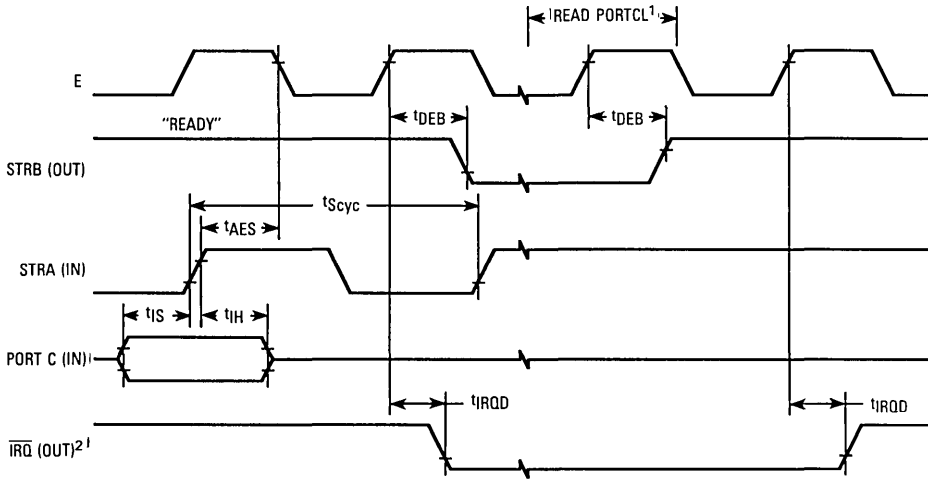 READ PORTCL¹
E
tDEB
tDEB
"READY"
STRB (OUT)
tScyc
tAES
STRA (IN)
tIS
tIH
PORT C (IN)
tIRQD
tIRQD
IRQ (OUT)²